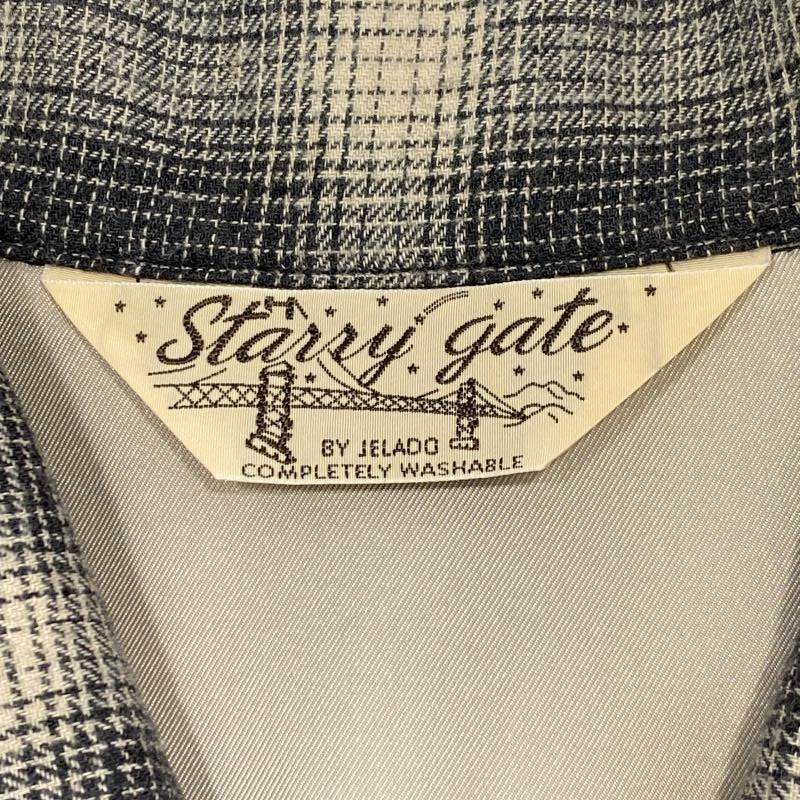 Starry gate
BY JELADO
COMPLETELY WASHABLE